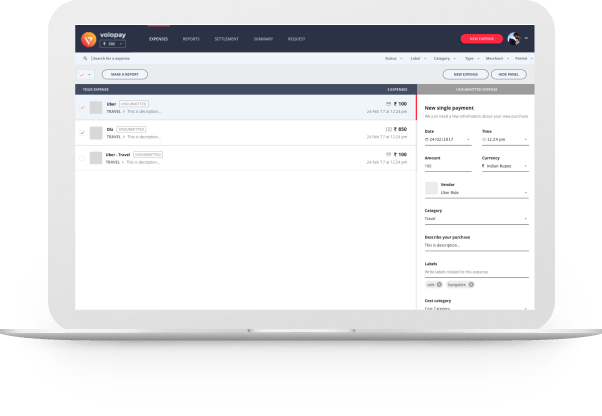 volopay
₹ 200
EXPENSES REPORTS SETTLEMENT SUMMARY REQUEST
NEW EXPENSE
Search for a expense
Status Label Category Type Merchant Period
MAKE A REPORT
NEW EXPENSE HIDE PANEL
YOUR EXPENSE 3 EXPENSES
UNSUBMITTED EXPENSE
Uber UNSUBMITTED ₹ 100
TRAVEL > This is decription... 24 Feb '17 at 12:24 pm
Ola UNSUBMITTED ₹ 850
TRAVEL > This is decription... 24 Feb '17 at 12:24 pm
Uber - Travel UNSUBMITTED ₹ 100
TRAVEL > This is decription... 24 Feb '17 at 12:24 pm
New single payment
We just need a few information about your new purchase
Date Time
24/02/2017 12:24 pm
Amount Currency
100 ₹ Indian Rupee
Vendor
Uber Ride
Category
Travel
Describe your purchase
This is description...
Labels
Write labels related to this expense
bangalore
Cost category
Cost Category